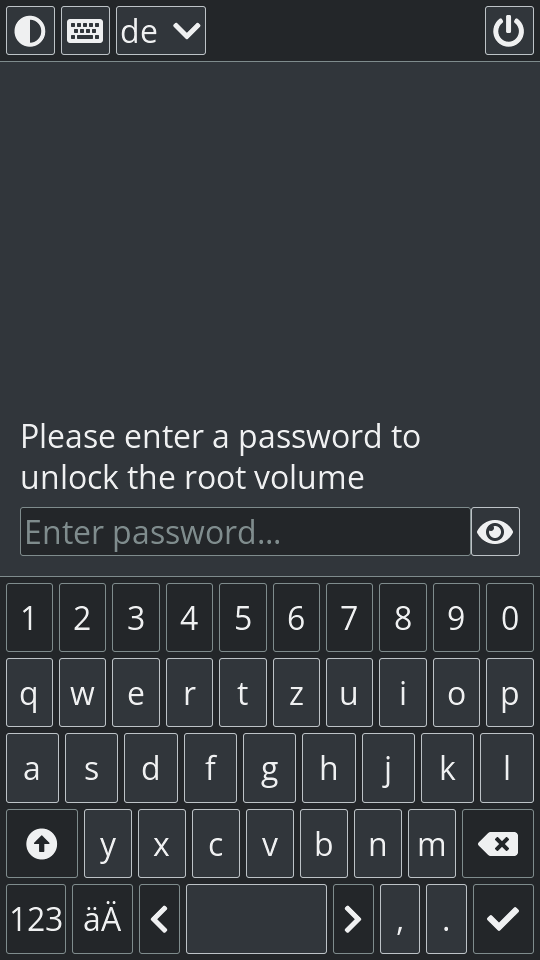 de
Please enter a password to
unlock the root volume
Enter password...
1 2 3 4 5 6 7 8 9 0
q w e r t z u i o p
a s d f g h j k l
y x c v b n m
123 äÄ , .